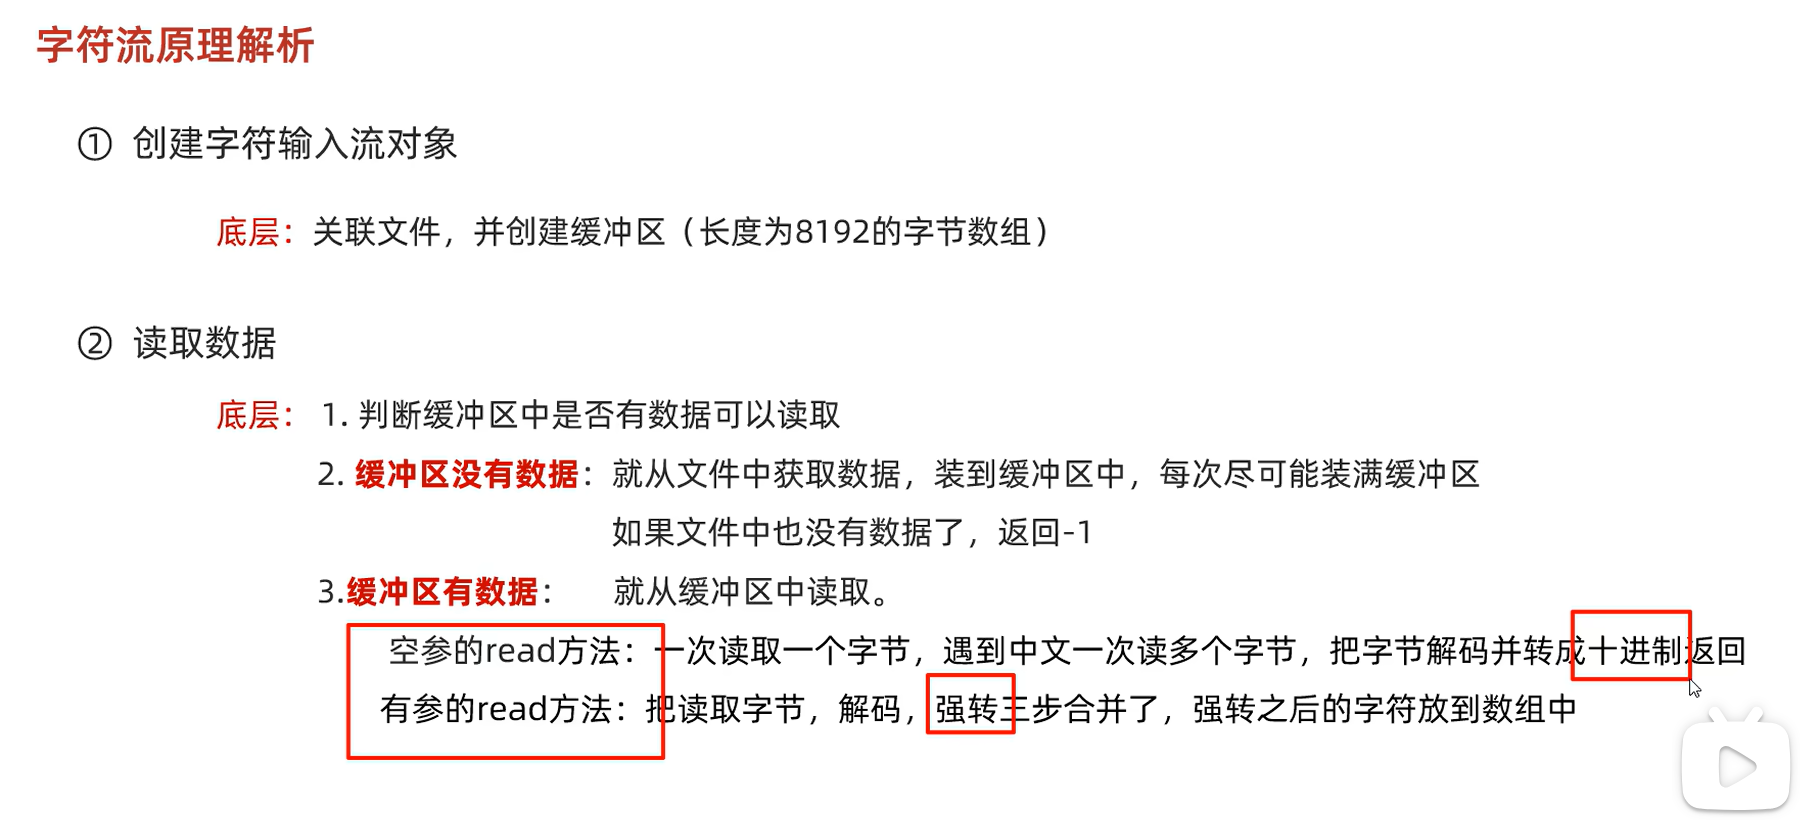 字符流原理解析
① 创建字符输入流对象
底层：关联文件，并创建缓冲区（长度为8192的字节数组）
② 读取数据
底层： 1. 判断缓冲区中是否有数据可以读取
2. 缓冲区没有数据：就从文件中获取数据，装到缓冲区中，每次尽可能装满缓冲区
如果文件中也没有数据了，返回-1
3.缓冲区有数据： 就从缓冲区中读取。
空参的read方法：一次读取一个字节，遇到中文一次读多个字节，把字节解码并转成十进制返回
有参的read方法：把读取字节，解码，强转三步合并了，强转之后的字符放到数组中